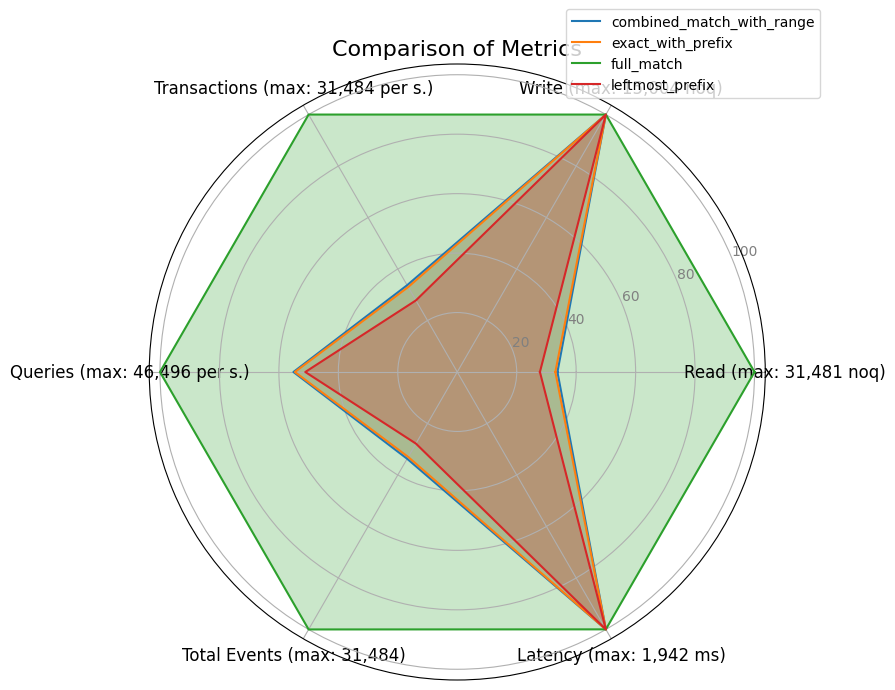 combined_match_with_range
exact_with_prefix
full_match
leftmost_prefix
Comparison of Metrics
Transactions (max: 31,484 per s.)
Write (max: noq)
100
80
60
40
20
Queries (max: 46,496 per s.)
Read (max: 31,481 noq)
Total Events (max: 31,484)
Latency (max: 1,942 ms)